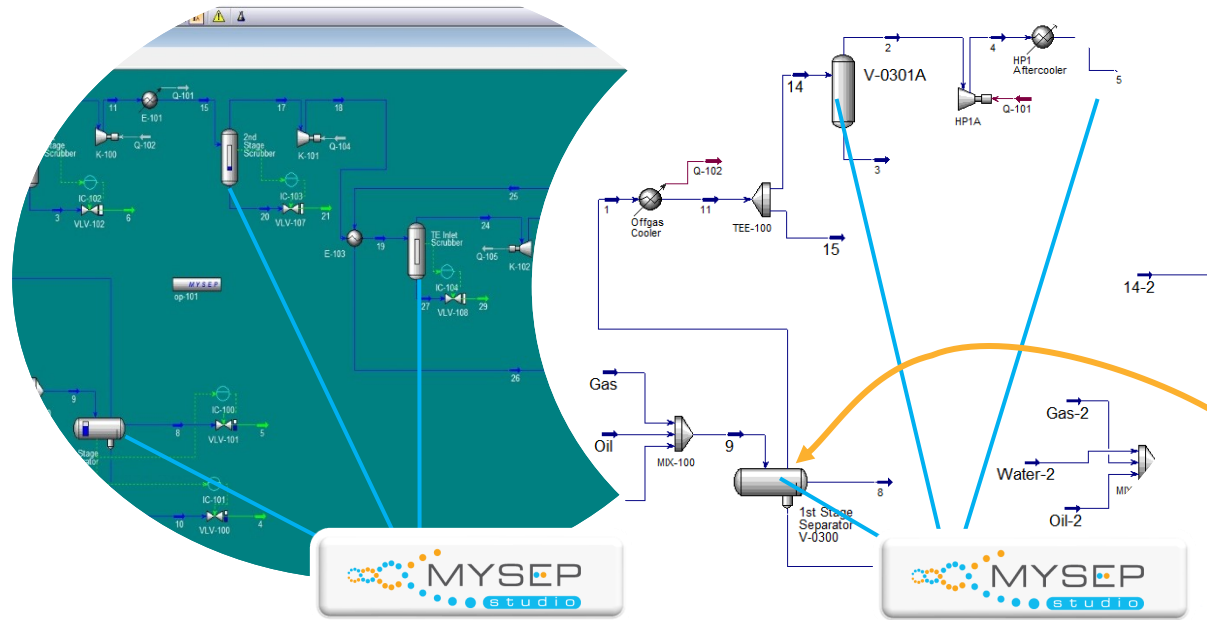 11
Q-101
E-101
15
17
18
K-100
Q-102
2nd
Stage
Scrubber
K-101
Q-104
Stage
Scrubber
IC-102
3
6
VLV-102
IC-103
20
21
VLV-107
25
24
TE Inlet
Scrubber
E-103
19
Q-105
K-102
IC-104
27
29
VLV-108
MYSEP
op-101
26
9
IC-100
8
5
VLV-101
Stage
IC-101
10
4
VLV-100
MYSEP
studio
2
4
HP1
Aftercooler
5
V-0301A
14
HP1A
Q-101
3
Q-102
1
11
Offgas
Cooler
TEE-100
15
14-2
Gas
Oil
9
MIX-100
8
1st Stage
Separator
V-0300
Gas-2
Water-2
Oil-2
MYSEP
studio